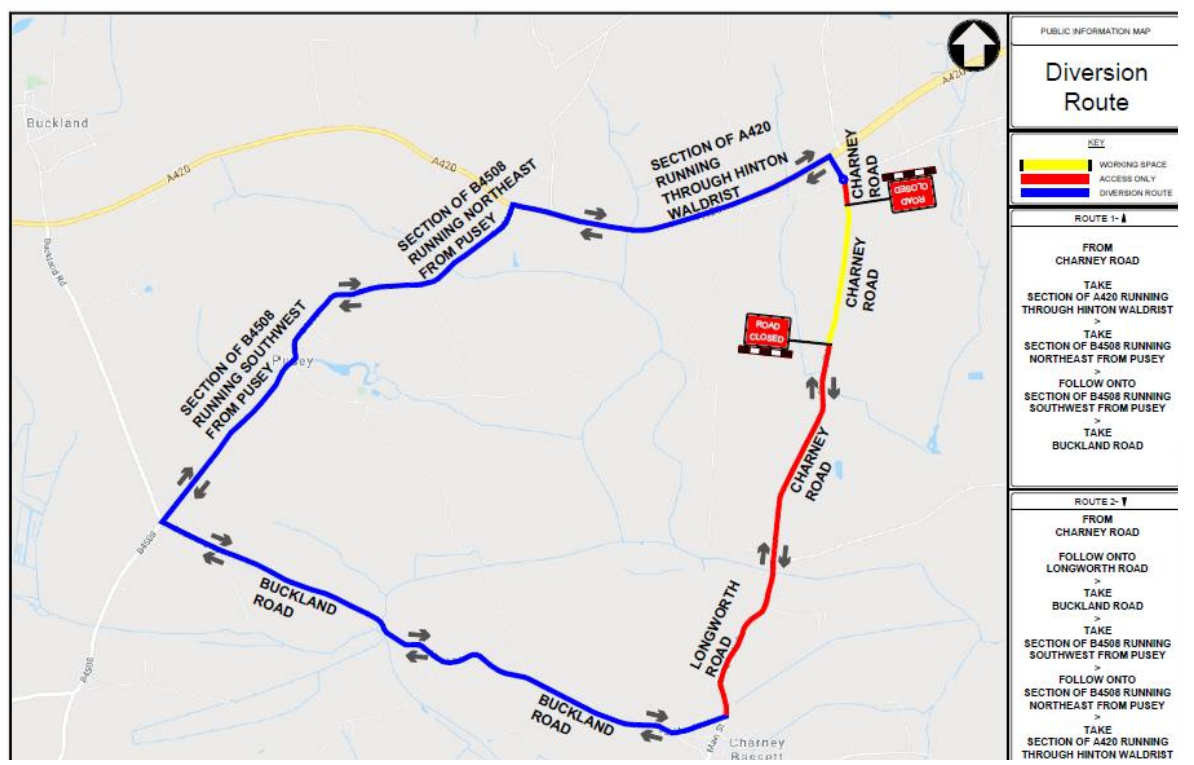 Buckland
A420
A420
A420
Buckland Rd
Pusey
B4508
B4508
Main St
Charney
Bassett
SECTION OF A420
RUNNING
THROUGH HINTON
WALDRIST
SECTION OF B4508
RUNNING NORTHEAST
FROM PUSEY
SECTION OF B4508
RUNNING SOUTHWEST
FROM PUSEY
CHARNEY
ROAD
ROAD
CLOSED
CHARNEY
ROAD
ROAD
CLOSED
CHARNEY
ROAD
LONGWORTH
ROAD
BUCKLAND
ROAD
BUCKLAND
ROAD
PUBLIC INFORMATION MAP
Diversion
Route
KEY
WORKING SPACE
ACCESS ONLY
DIVERSION ROUTE
ROUTE 1-
FROM
CHARNEY ROAD
TAKE
SECTION OF A420 RUNNING
THROUGH HINTON WALDRIST
>
TAKE
SECTION OF B4508 RUNNING
NORTHEAST FROM PUSEY
>
FOLLOW ONTO
SECTION OF B4508 RUNNING
SOUTHWEST FROM PUSEY
>
TAKE
BUCKLAND ROAD
ROUTE 2-
FROM
CHARNEY ROAD
FOLLOW ONTO
LONGWORTH ROAD
>
TAKE
BUCKLAND ROAD
>
TAKE
SECTION OF B4508 RUNNING
SOUTHWEST FROM PUSEY
>
FOLLOW ONTO
SECTION OF B4508 RUNNING
NORTHEAST FROM PUSEY
>
TAKE
SECTION OF A420 RUNNING
THROUGH HINTON WALDRIST